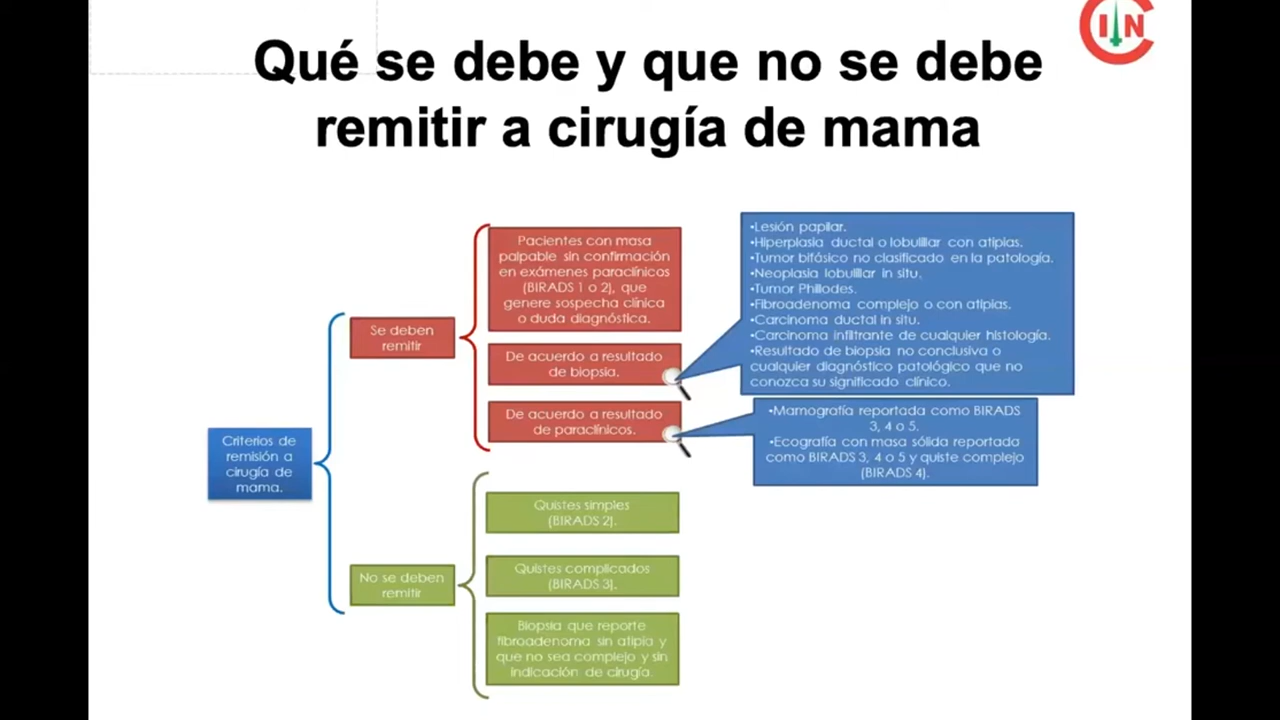 CIN
Qué se debe y que no se debe
remitir a cirugía de mama
Criterios de
remisión a
cirugía de
mama.
Se deben
remitir
Pacientes con masa
palpable sin confirmación
en exámenes paraclínicos
(BIRADS 1 o 2), que
genere sospecha clínica
o duda diagnóstica.
De acuerdo a resultado
de biopsia.
•Lesión papilar.
•Hiperplasia ductal o lobulillar con atipias.
•Tumor bifásico no clasificado en la patología.
•Neoplasia lobulillar in situ.
•Tumor Phillodes.
•Fibroadenoma complejo o con atipias.
•Carcinoma ductal in situ.
•Carcinoma infiltrante de cualquier histología.
•Resultado de biopsia no conclusiva o
cualquier diagnóstico patológico que no
conozca su significado clínico.
De acuerdo a resultado
de paraclínicos.
•Mamografía reportada como BIRADS
3, 4 o 5.
•Ecografía con masa sólida reportada
como BIRADS 3, 4 o 5 y quiste complejo
(BIRADS 4).
No se deben
remitir
Quistes simples
(BIRADS 2).
Quistes complicados
(BIRADS 3).
Biopsia que reporte
fibroadenoma sin atipia y
que no sea complejo y sin
indicación de cirugía.